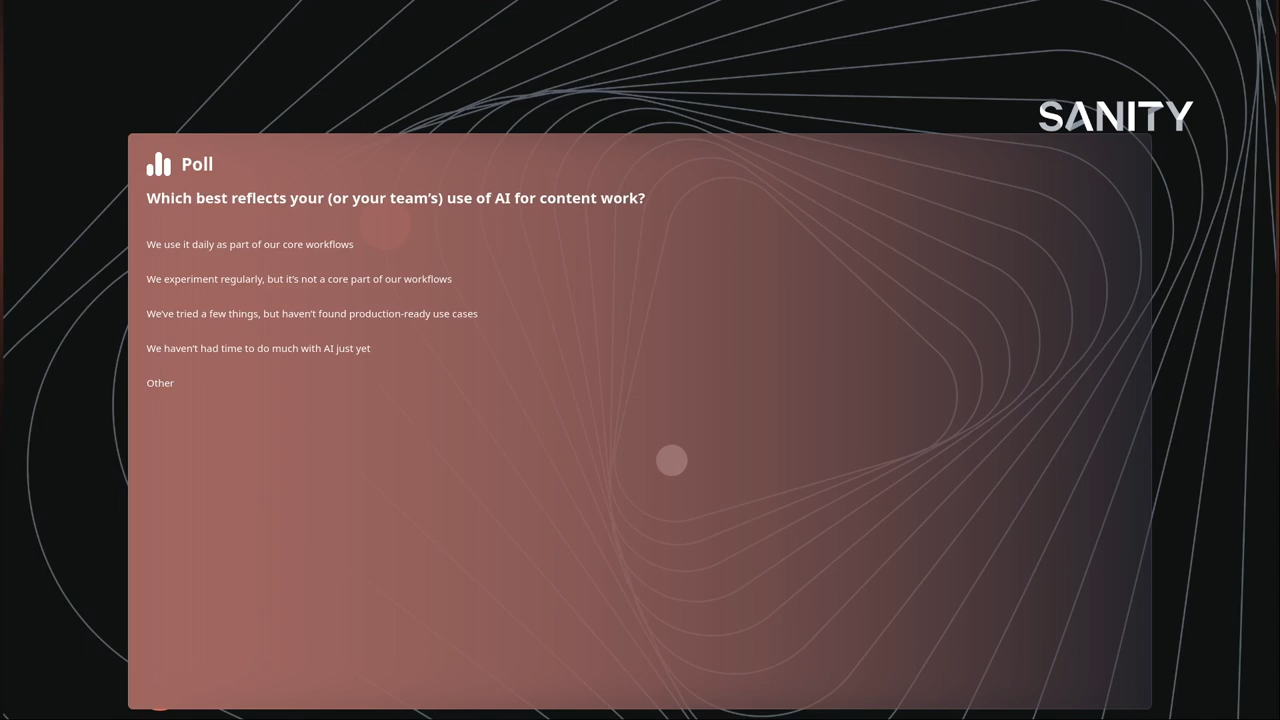 SANITY
Poll
Which best reflects your (or your team’s) use of AI for content work?
We use it daily as part of our core workflows
We experiment regularly, but it’s not a core part of our workflows
We’ve tried a few things, but haven’t found production-ready use cases
We haven’t had time to do much with AI just yet
Other